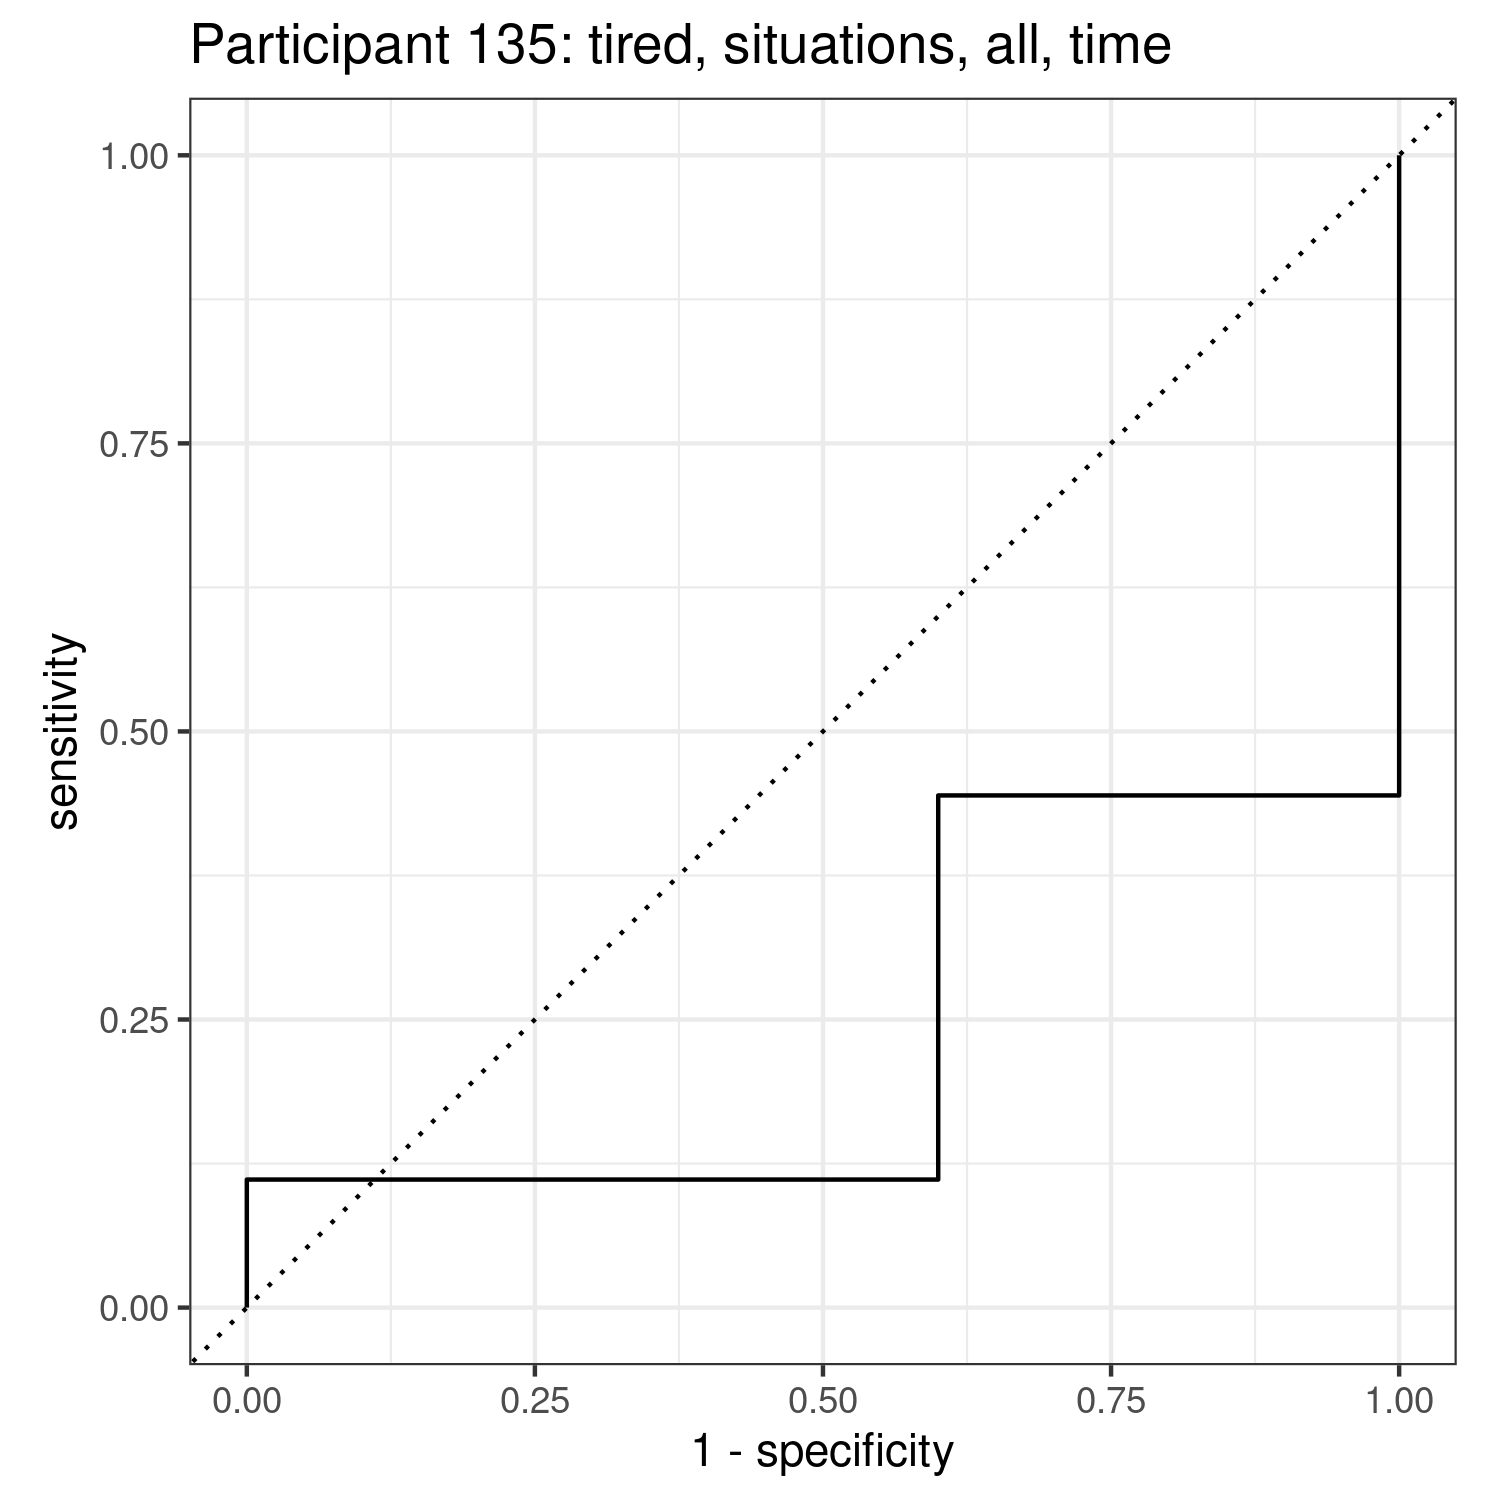 Participant 135: tired, situations, all, time
sensitivity
1.00
0.75
0.50
0.25
0.00
0.00 0.25 0.50 0.75 1.00
1 - specificity